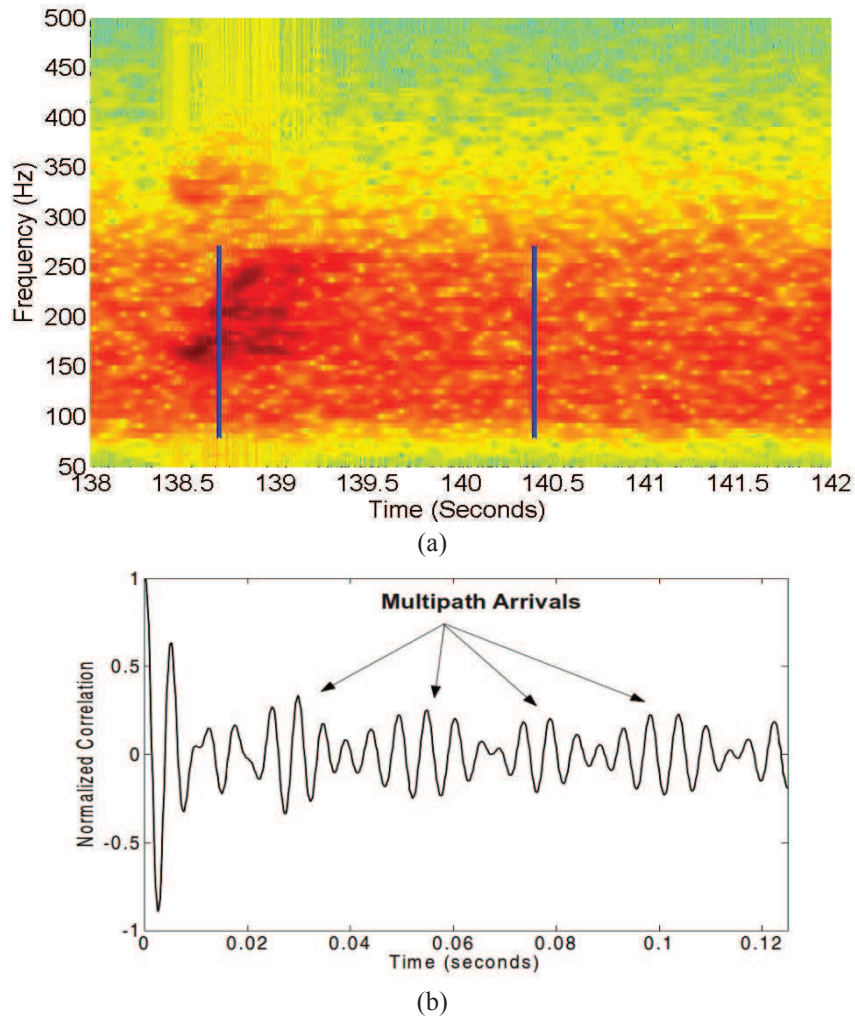 500
450
400
350
300
250
200
150
100
50
Frequency (Hz)
138 138.5 139 139.5 140 140.5 141 141.5 142
Time (Seconds)
(a)
1
0.5
0
-0.5
-1
Normalized Correlation
Multipath Arrivals
0 0.02 0.04 0.06 0.08 0.1 0.12
Time (seconds)
(b)